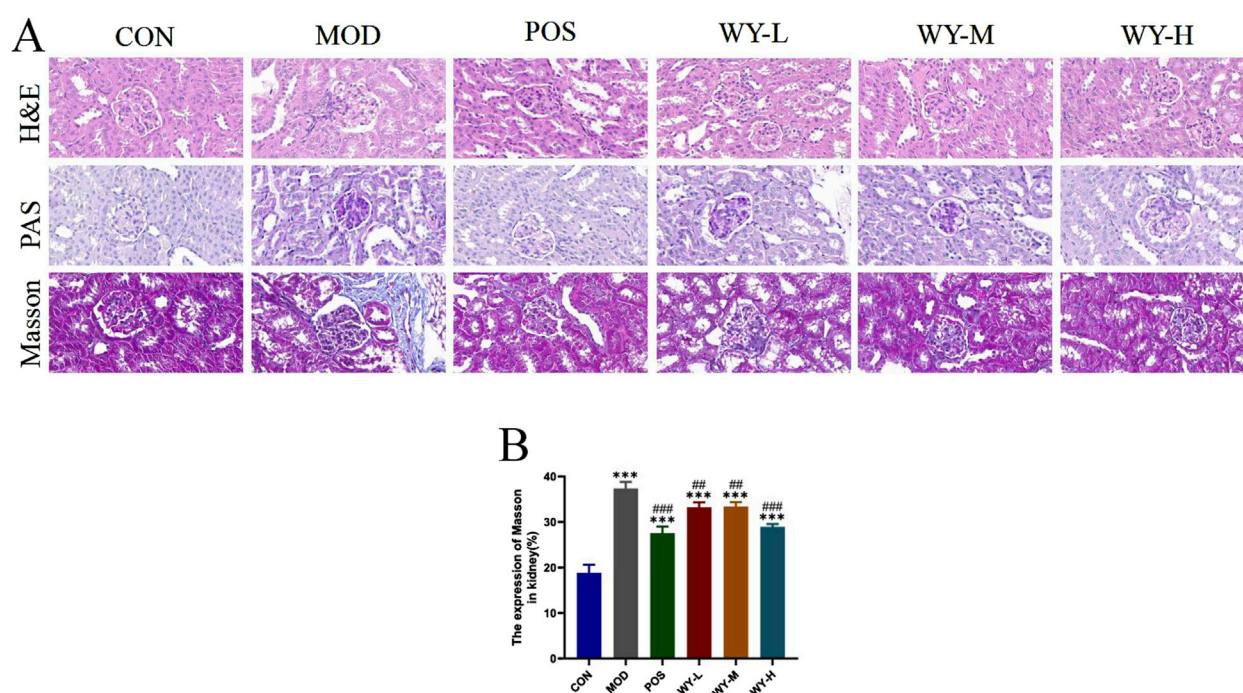 A
CON MOD POS WY-L WY-M WY-H
H&E
PAS
Masson
B
The expression of Masson
in kidney(%)
40
30
20
10
0
***
###
***
##
***
##
***
###
***
CON MOD POS WY-L WY-M WY-H